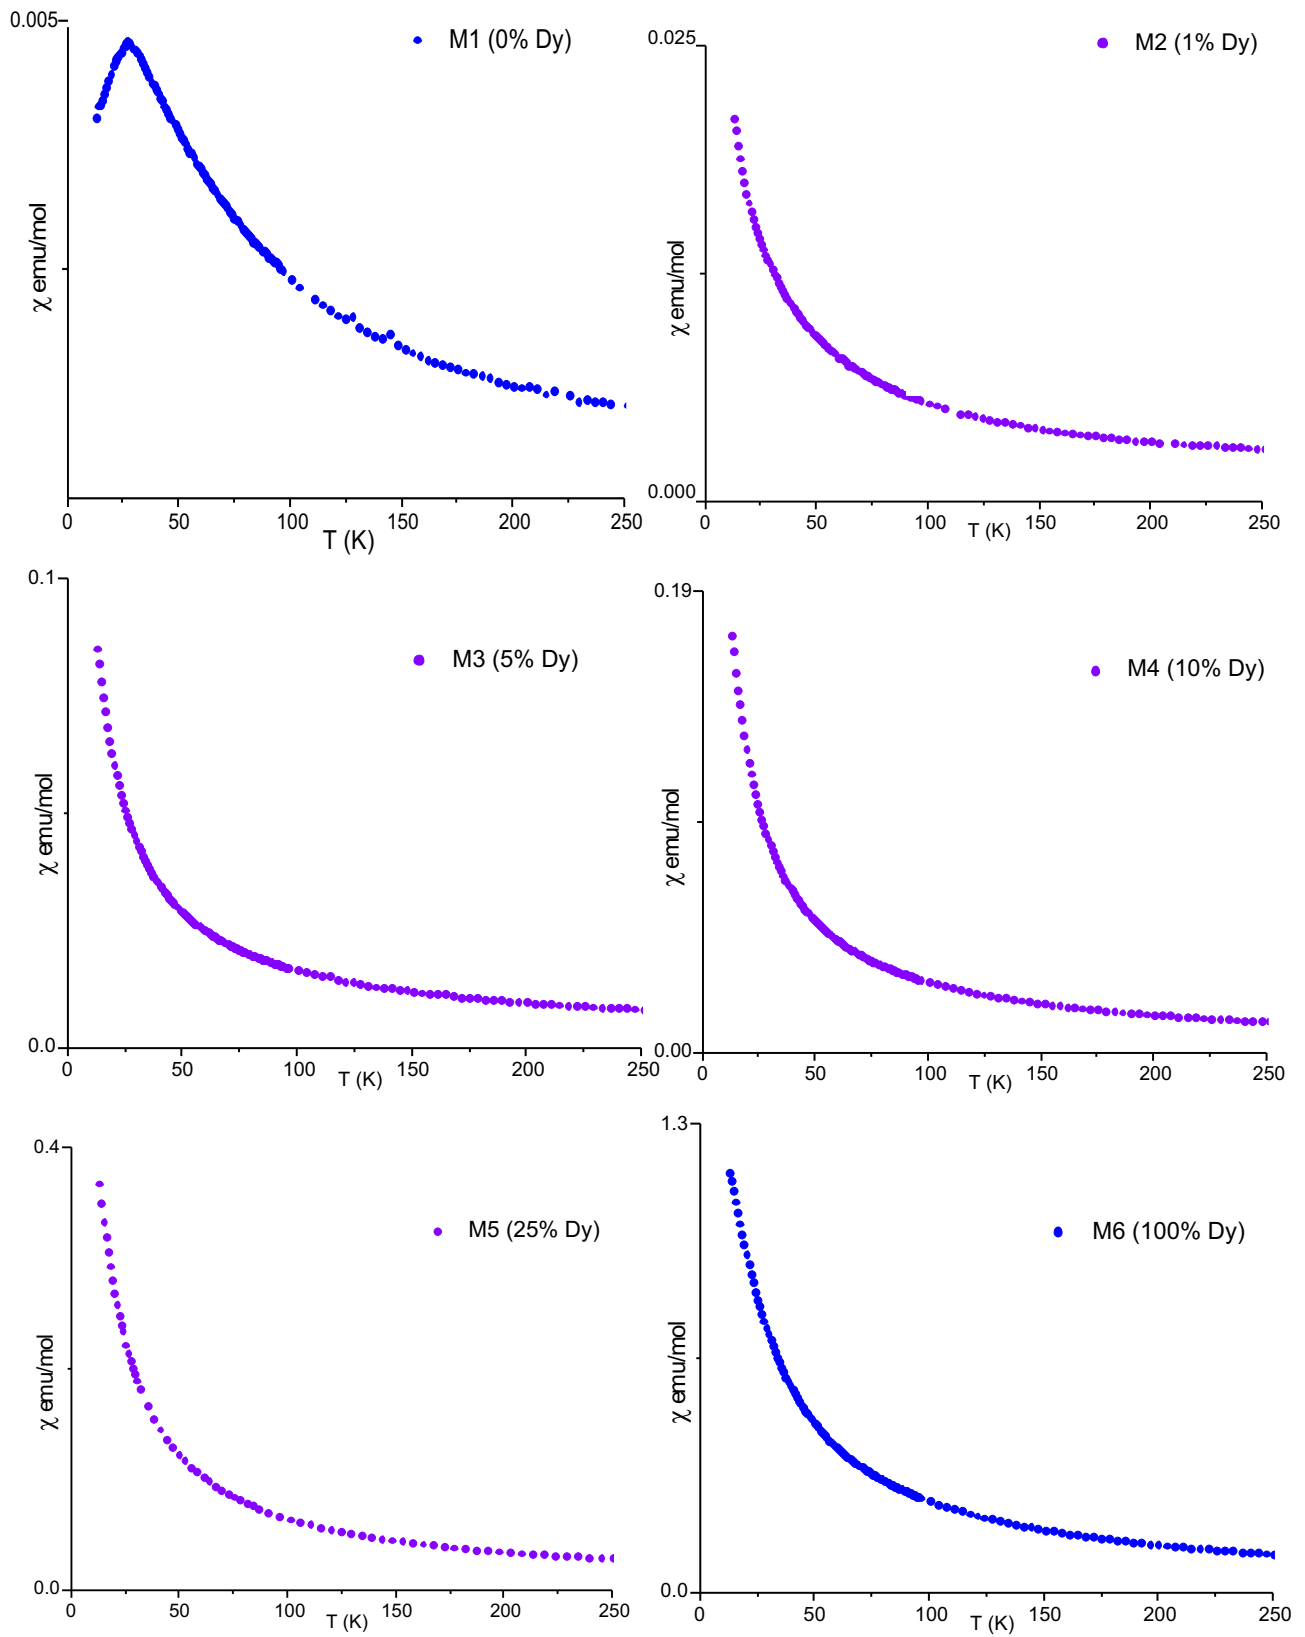 0.005
M1 (0% Dy)
χ emu/mol
0 50 100 150 200 250
T (K)
0.025
M2 (1% Dy)
χ emu/mol
0.000
0 50 100 150 200 250
T (K)
0.1
M3 (5% Dy)
χ emu/mol
0.0
0 50 100 150 200 250
T (K)
0.19
M4 (10% Dy)
χ emu/mol
0.00
0 50 100 150 200 250
T (K)
0.4
M5 (25% Dy)
χ emu/mol
0.0
0 50 100 150 200 250
T (K)
1.3
M6 (100% Dy)
χ emu/mol
0.0
0 50 100 150 200 250
T (K)